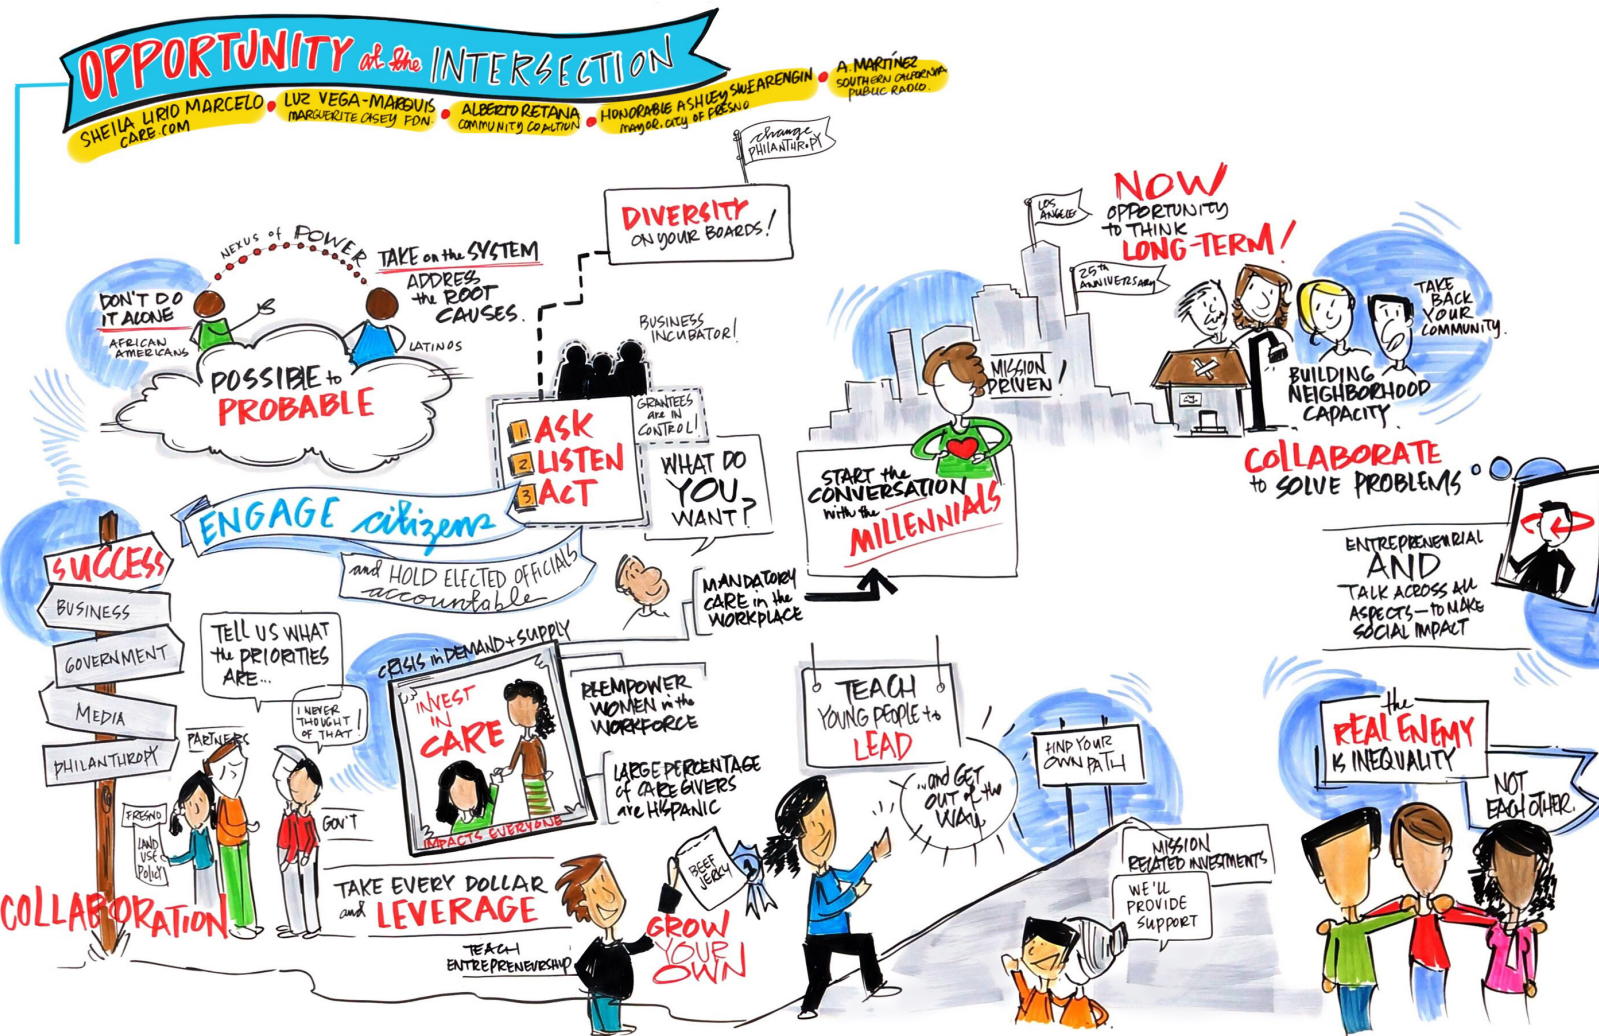 OPPORTUNITY at the INTERSECTION
SHEILA LIRIO MARCELO
CARE.COM
LUZ VEGA-MARQUIS
MARGUERITE CASEY FDN.
ALBERTO RETANA
COMMUNITY COALTION
HONORABLE ASHLEY SWEARENGIN
MAYOR, CITY OF FRESNO
A. MARTÍNEZ
SOUTHERN CALIFORNIA
PUBLIC RADIO.
change
PHILANTHROPY
DIVERSITY
ON YOUR BOARDS!
NEXUS of POWER
TAKE on the SYSTEM
ADDRESS
the ROOT
CAUSES.
DON'T DO
IT ALONE
AFRICAN
AMERICANS
LATINOS
POSSIBLE to
PROBABLE
BUSINESS
INCUBATOR!
GRANTEES
are IN
CONTROL!
1. ASK
2. LISTEN
3. ACT
WHAT DO
YOU
WANT?
ENGAGE citizens
and HOLD ELECTED OFFICIALS
accountable
LOS
ANGELES
25th
ANNIVERSARY
NOW
OPPORTUNITY
to THINK
LONG-TERM!
MISSION
DRIVEN!
START the
CONVERSATION
with the
MILLENNIALS
TAKE
BACK
YOUR
COMMUNITY.
BUILDING
NEIGHBORHOOD
CAPACITY
COLLABORATE
to SOLVE PROBLEMS
ENTREPRENEURIAL
AND
TALK ACROSS ALL
ASPECTS—to MAKE
SOCIAL IMPACT
SUCCESS
BUSINESS
GOVERNMENT
MEDIA
PHILANTHROPY
COLLABORATION
TELL US WHAT
the PRIORITIES
ARE...
I NEVER
THOUGHT
OF THAT!
PARTNERS
FRESNO
LAND
USE
POLICY
GOV'T
CRISIS in DEMAND + SUPPLY
INVEST
IN
CARE
IMPACTS EVERYONE
MANDATORY
CARE in the
WORKPLACE
REEMPOWER
WOMEN in the
WORKFORCE
LARGE PERCENTAGE
of CAREGIVERS
are HISPANIC
TAKE EVERY DOLLAR
and LEVERAGE
TEACH
ENTREPRENEURSHIP
BEEF
JERKY
GROW
YOUR
OWN
TEACH
YOUNG PEOPLE to
LEAD
...and GET
OUT of the
WAY
FIND YOUR
OWN PATH
MISSION
RELATED INVESTMENTS
WE'LL
PROVIDE
SUPPORT
the
REAL ENEMY
IS INEQUALITY
NOT
EACH OTHER.